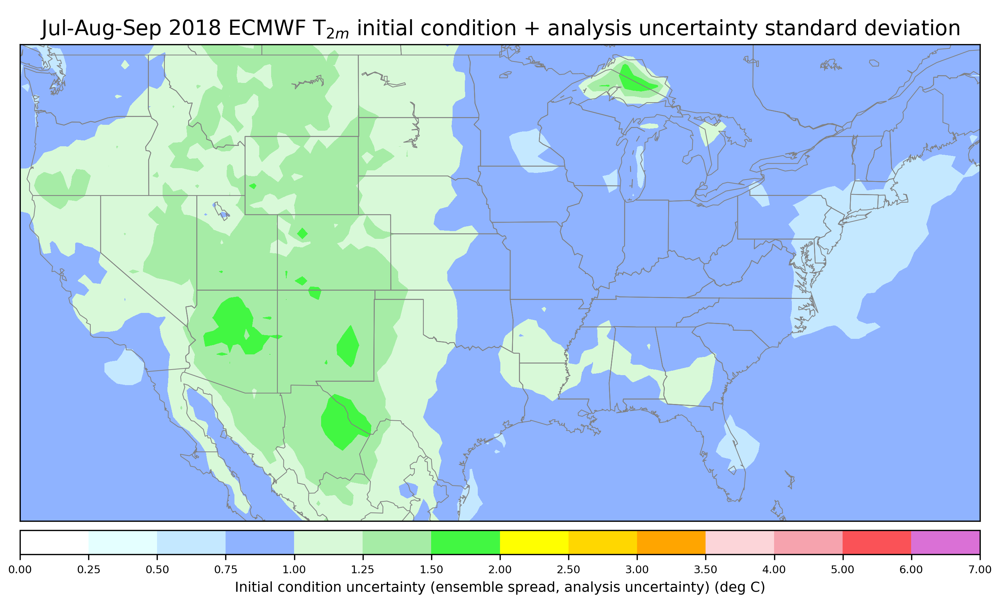 Jul-Aug-Sep 2018 ECMWF T2m initial condition + analysis uncertainty standard deviation
0.00 0.25 0.50 0.75 1.00 1.25 1.50 2.00 2.50 3.00 3.50 4.00 5.00 6.00 7.00
Initial condition uncertainty (ensemble spread, analysis uncertainty) (deg C)